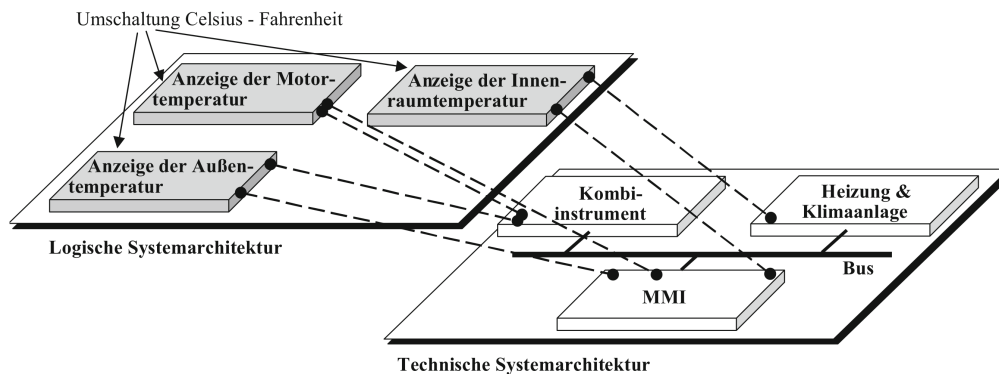 Umschaltung Celsius - Fahrenheit
Anzeige der Motor-
temperatur
Anzeige der Innen-
raumtemperatur
Anzeige der Außen-
temperatur
Logische Systemarchitektur
Kombi-
instrument
Heizung &
Klimaanlage
Bus
MMI
Technische Systemarchitektur